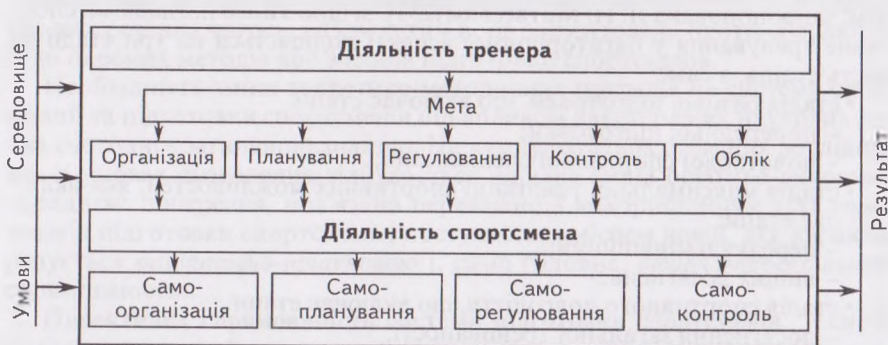 Діяльність тренера
Мета
Організація
Планування
Регулювання
Контроль
Облік
Діяльність спортсмена
Само-
організація
Само-
планування
Само-
регулювання
Само-
контроль
Середовище
Умови
Результат